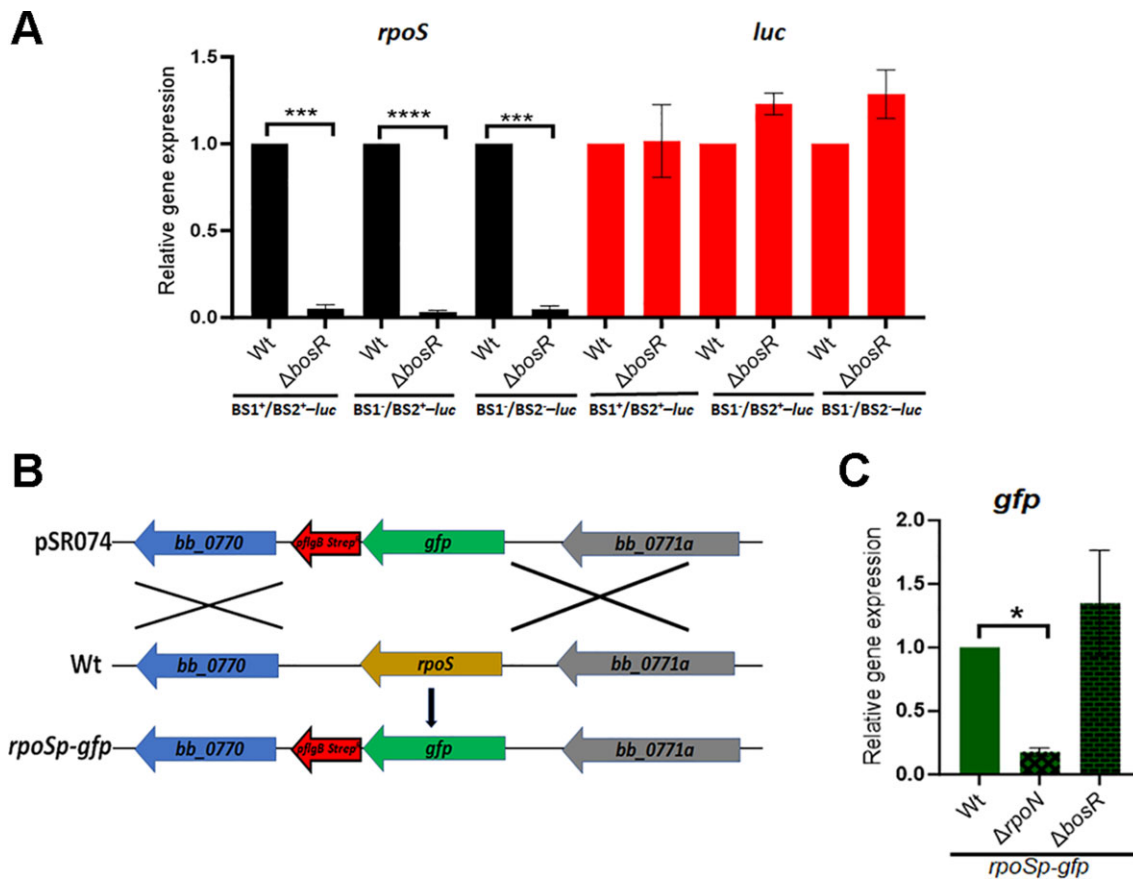 A
rpoS luc
Relative gene expression
1.5
1.0
0.5
0.0
*** **** ***
Wt ΔbosR Wt ΔbosR Wt ΔbosR Wt ΔbosR Wt ΔbosR Wt ΔbosR
BS1⁺/BS2⁺–luc BS1⁻/BS2⁺–luc BS1⁻/BS2⁻–luc BS1⁺/BS2⁺–luc BS1⁻/BS2⁺–luc BS1⁻/BS2⁻–luc
B
pSR074 bb_0770 pflgB Strepʳ gfp bb_0771a
Wt bb_0770 rpoS bb_0771a
rpoSp-gfp bb_0770 pflgB Strepʳ gfp bb_0771a
C
gfp
Relative gene expression
2.0
1.5
1.0
0.5
0.0
*
Wt ΔrpoN ΔbosR
rpoSp-gfp